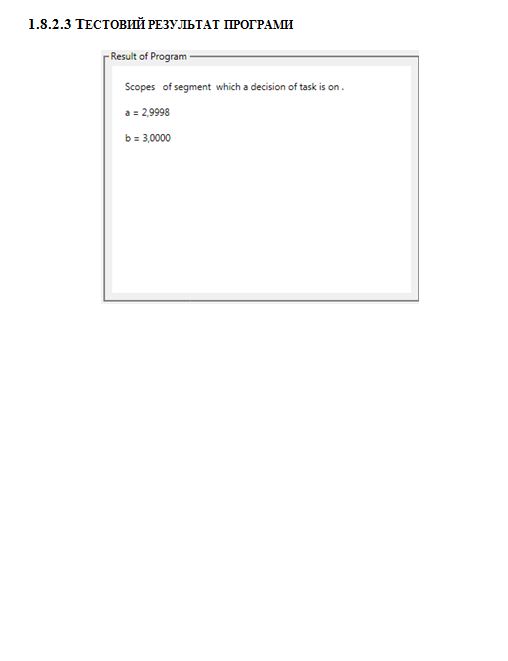 1.8.2.3 ТЕСТОВИЙ РЕЗУЛЬТАТ ПРОГРАМИ
Result of Program
Scopes of segment which a decision of task is on .
a = 2,9998
b = 3,0000